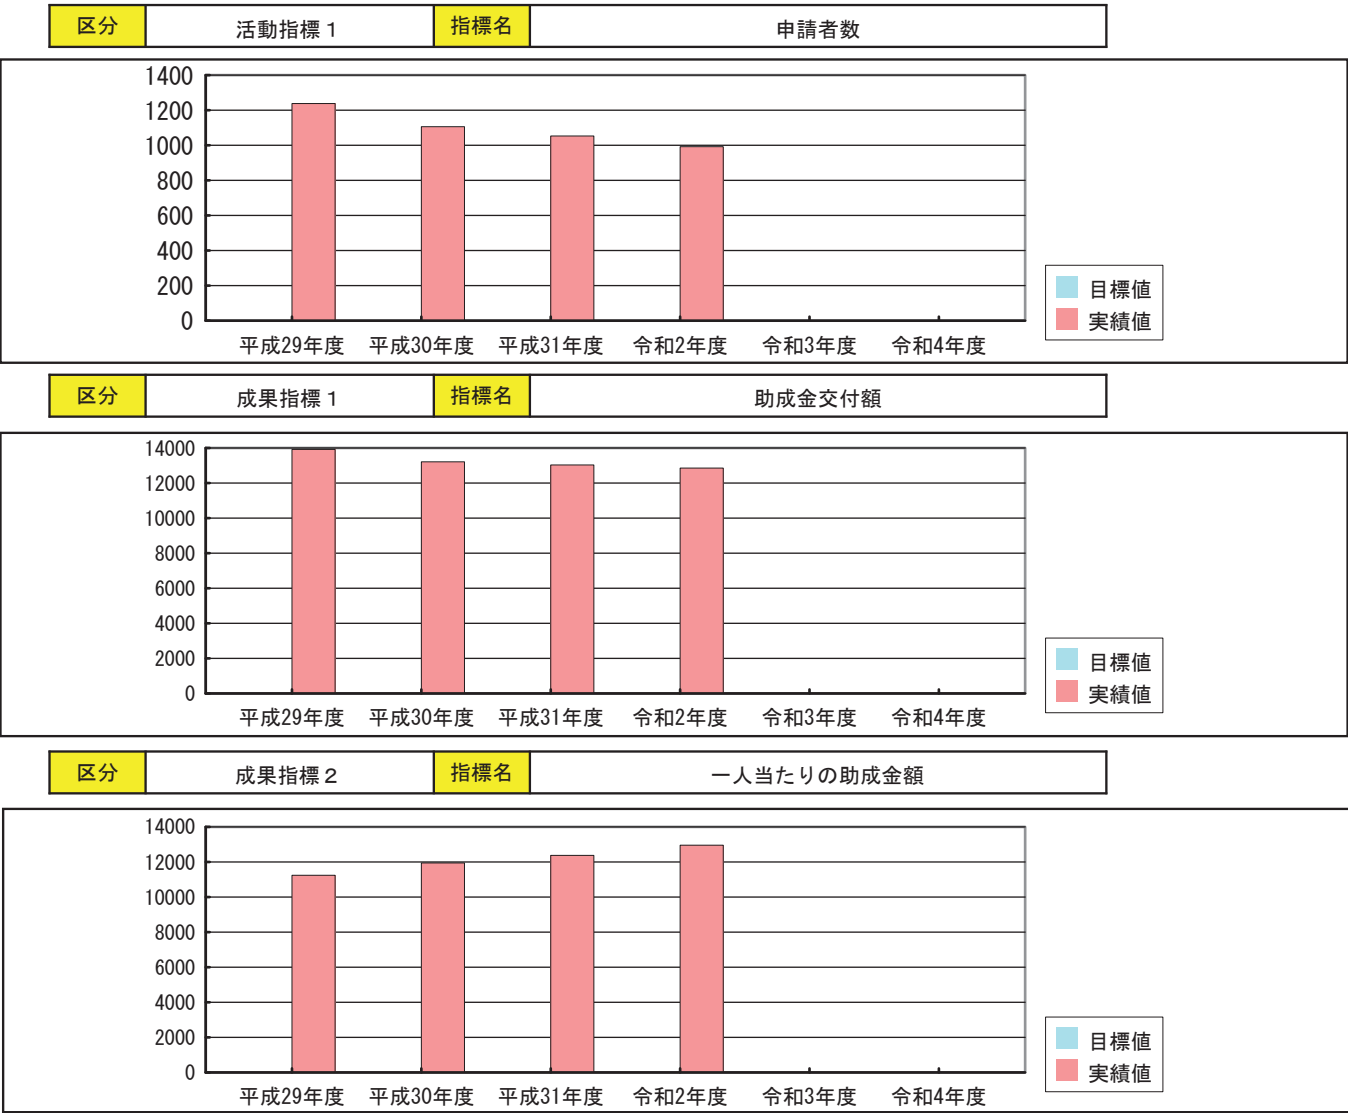 区分 活動指標１ 指標名 申請者数
1400
1200
1000
800
600
400
200
0
平成29年度 平成30年度 平成31年度 令和2年度 令和3年度 令和4年度
目標値
実績値
区分 成果指標１ 指標名 助成金交付額
14000
12000
10000
8000
6000
4000
2000
0
平成29年度 平成30年度 平成31年度 令和2年度 令和3年度 令和4年度
目標値
実績値
区分 成果指標２ 指標名 一人当たりの助成金額
14000
12000
10000
8000
6000
4000
2000
0
平成29年度 平成30年度 平成31年度 令和2年度 令和3年度 令和4年度
目標値
実績値